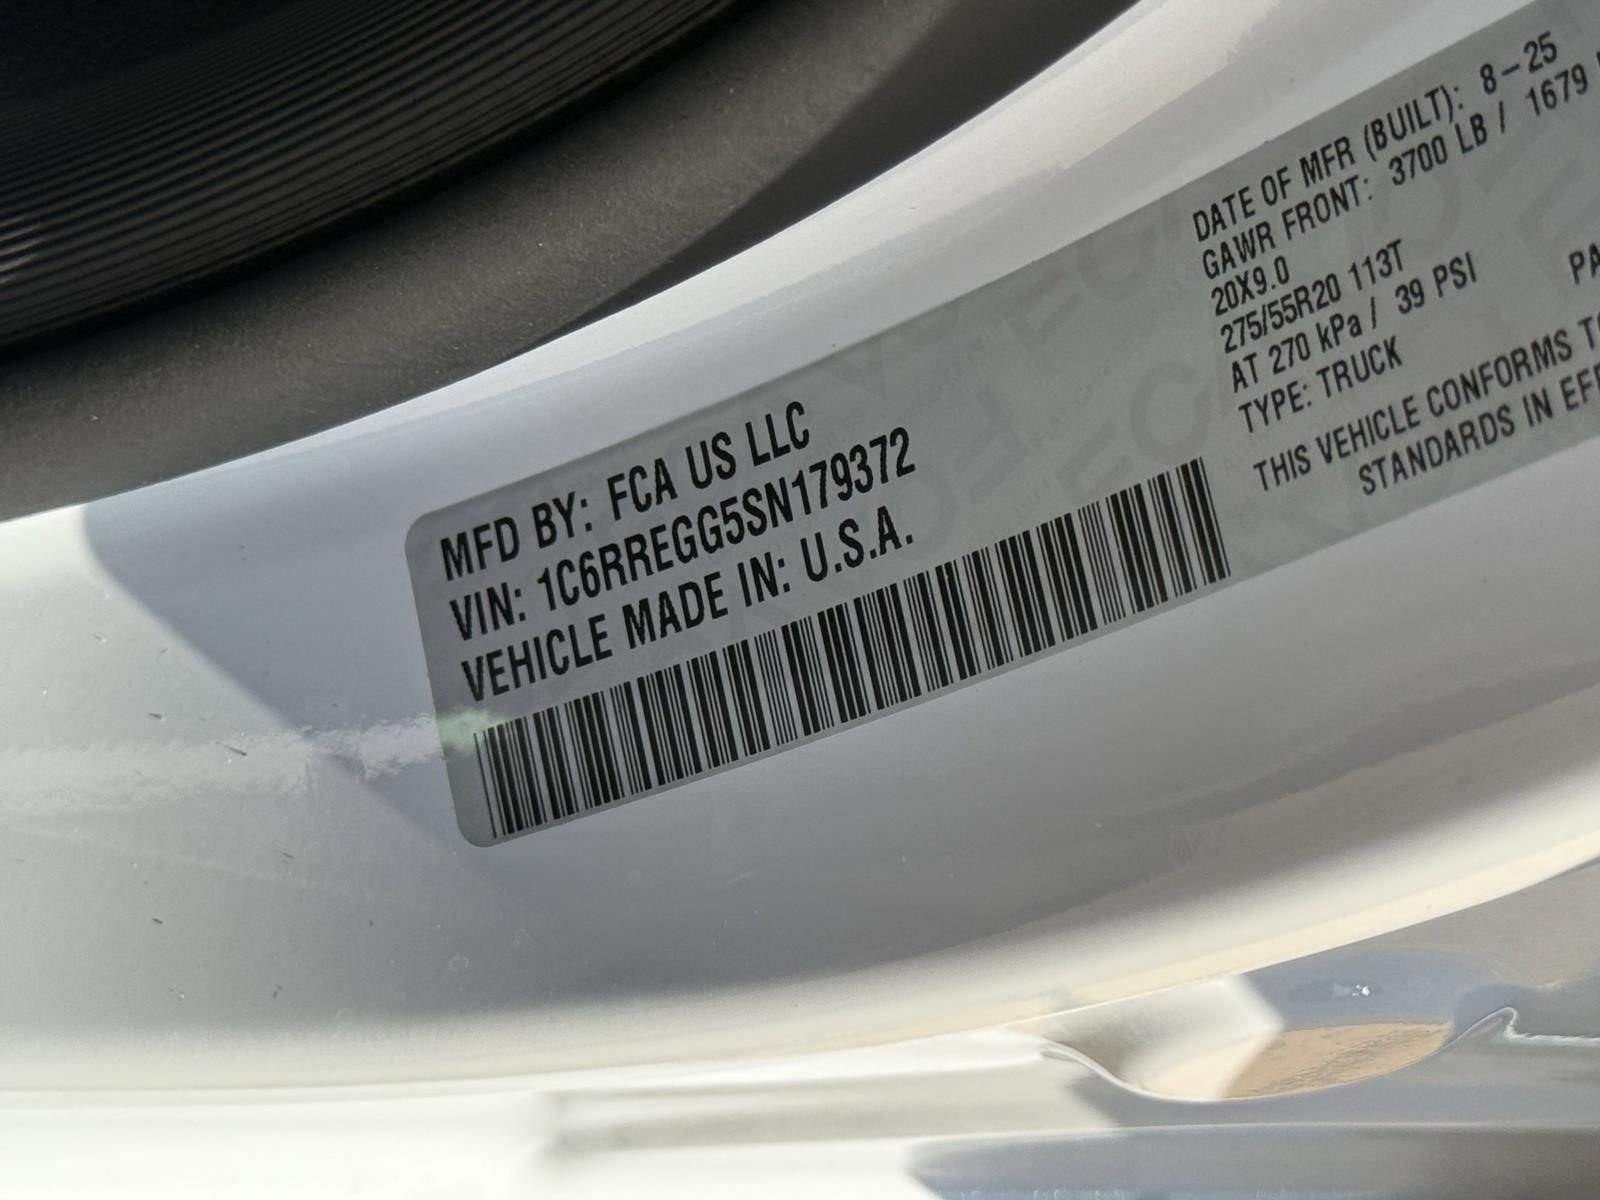 MFD BY: FCA US LLC
VIN: 1C6RREGG5SN179372
VEHICLE MADE IN: U.S.A.
DATE OF MFR (BUILT): 8-25
GAWR FRONT: 3700 LB / 1679
20X9.0
275/55R20 113T
AT 270 kPa / 39 PSI
TYPE: TRUCK
THIS VEHICLE CONFORMS
STANDARDS IN